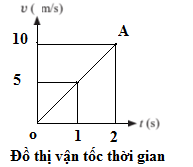 υ ( m/s)
10
A
5
o
1
2
t (s)
Đồ thị vận tốc thời gian